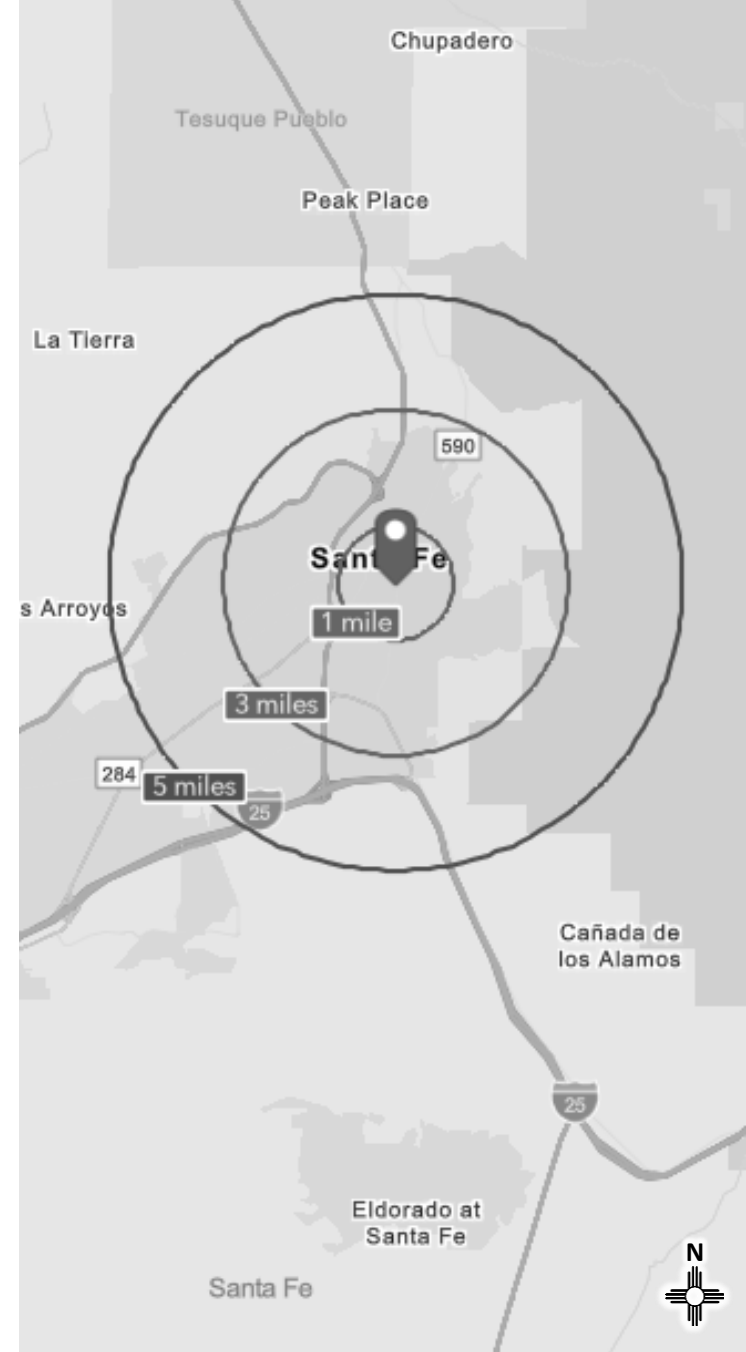 Chupadero
Tesuque Pueblo
Peak Place
La Tierra
590
Santa Fe
s Arroyos
1 mile
3 miles
284
5 miles
25
Cañada de
los Alamos
25
Eldorado at
Santa Fe
N
Santa Fe